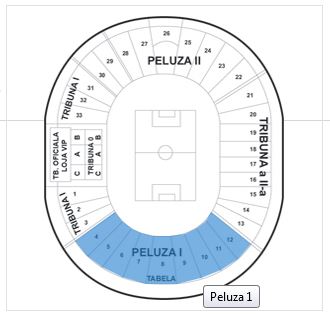 26
27
25
28
24
29
23
30
22
31
21
32
20
33
19
18
17
16
15
14
13
1
2
3
4
5
6
7
8
9
10
11
12
PELUZA II
TRIBUNA I
TRIBUNA a II-a
TB. OFICIALA
LOJA VIP
C A B
TRIBUNA 0
C A B
TRIBUNA I
PELUZA I
TABELA
Peluza 1